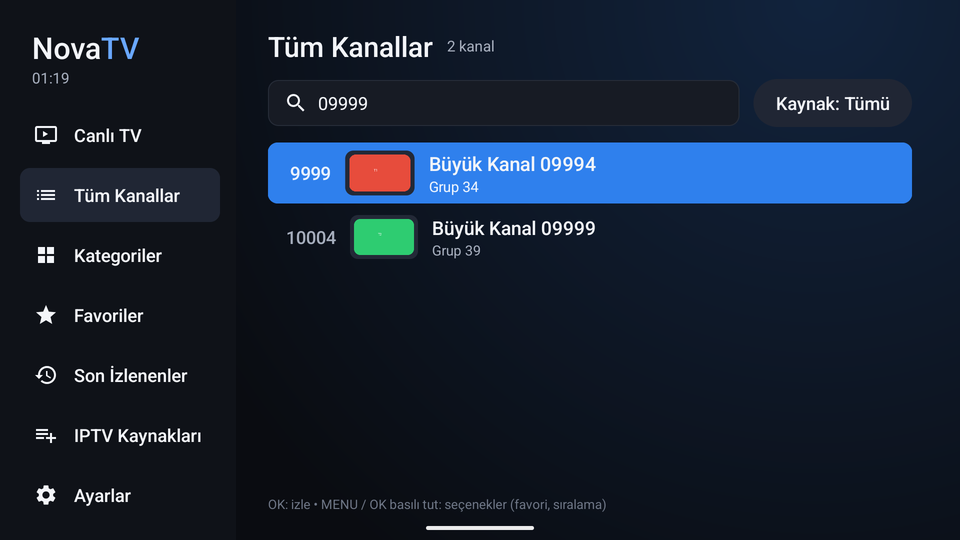 NovaTV
01:19
Canlı TV
Tüm Kanallar
Kategoriler
Favoriler
Son İzlenenler
IPTV Kaynakları
Ayarlar
Tüm Kanallar 2 kanal
09999
Kaynak: Tümü
9999 Büyük Kanal 09994
Grup 34
10004 Büyük Kanal 09999
Grup 39
OK: izle • MENU / OK basılı tut: seçenekler (favori, sıralama)